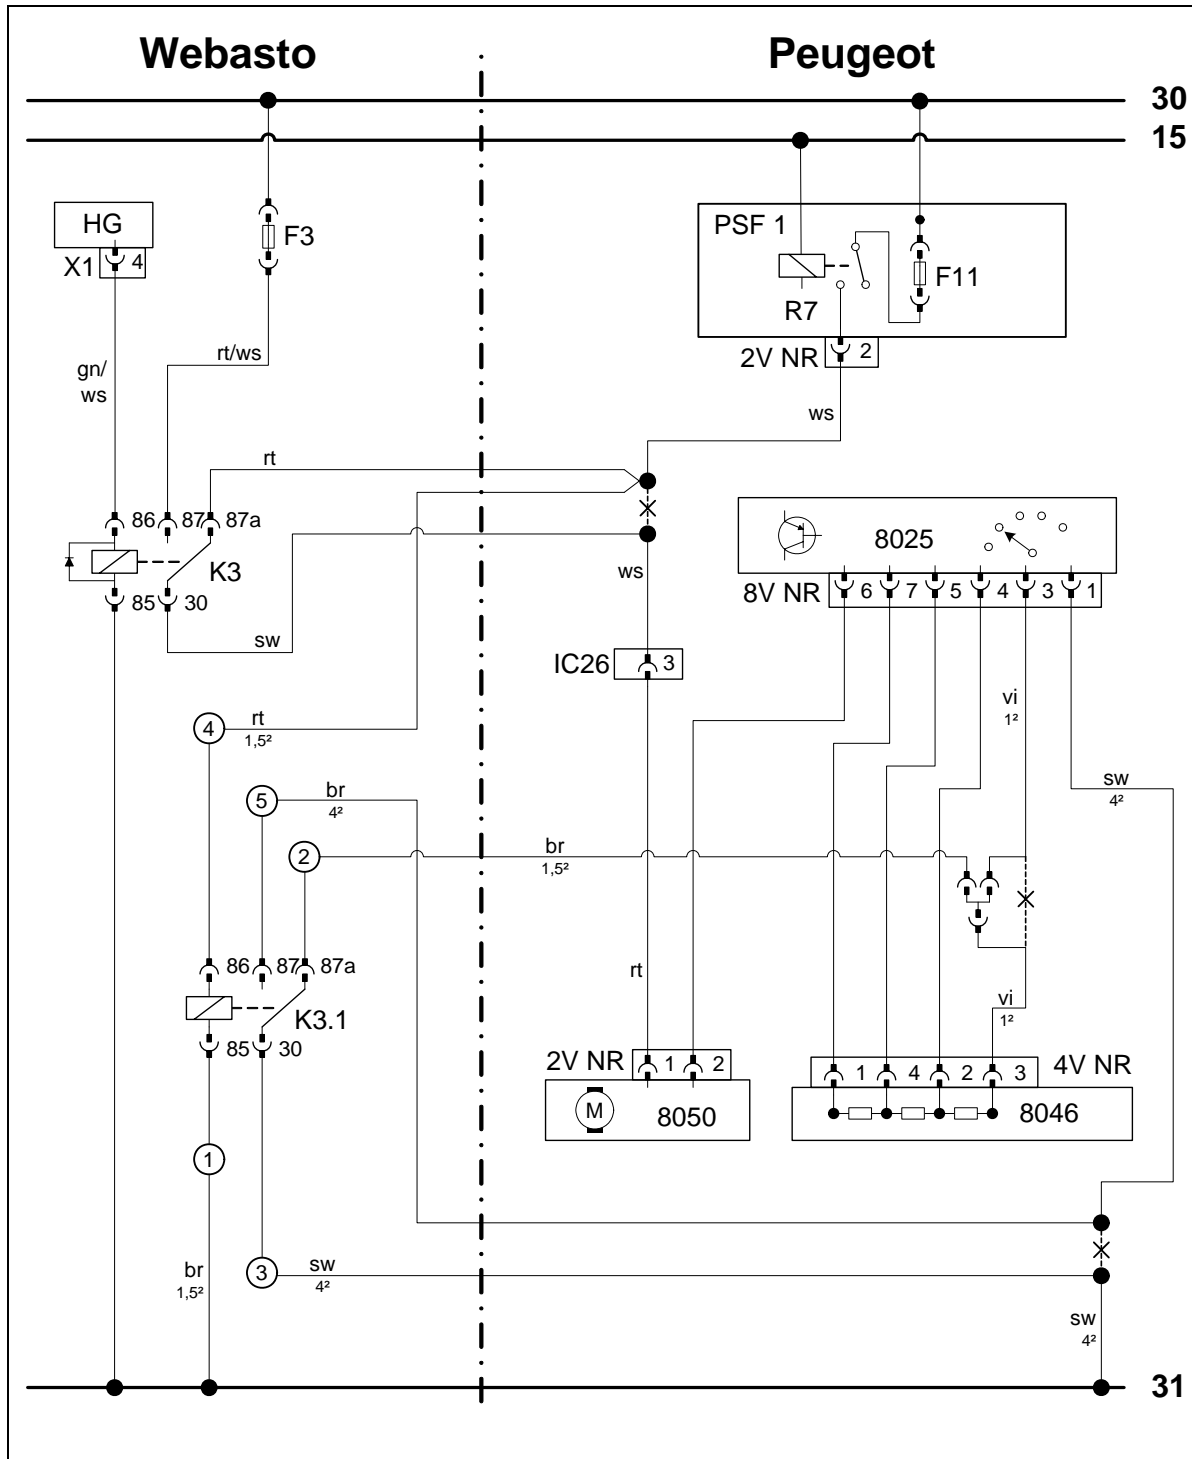 Webasto
Peugeot
30
15
HG
X1 4
F3
PSF 1
R7
F11
2V NR 2
gn/
ws
rt/ws
ws
rt
86 87 87a
K3
85 30
sw
8025
8V NR 6 7 5 4 3 1
ws
IC26 3
vi
1²
sw
4²
4
rt
1,5²
5
br
4²
2
br
1,5²
86 87 87a
K3.1
85 30
rt
vi
1²
2V NR 1 2
M
8050
1 4 2 3 4V NR
8046
1
br
1,5²
3
sw
4²
sw
4²
31